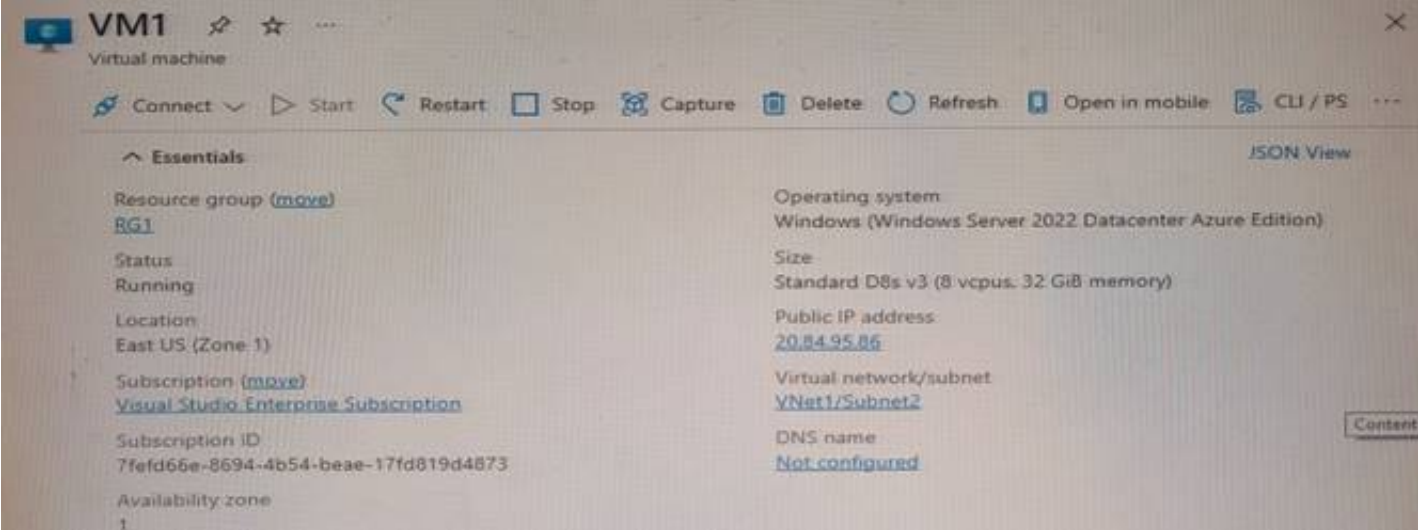 VM1
Virtual machine
Connect Start Restart Stop Capture Delete Refresh Open in mobile CLI / PS
Essentials
JSON View
Resource group (move)
RG1
Status
Running
Location
East US (Zone 1)
Subscription (move)
Visual Studio Enterprise Subscription
Subscription ID
7fefd66e-8694-4b54-beae-17fd819d4873
Availability zone
1
Operating system
Windows (Windows Server 2022 Datacenter Azure Edition)
Size
Standard D8s v3 (8 vcpus, 32 GiB memory)
Public IP address
20.84.95.86
Virtual network/subnet
VNet1/Subnet2
DNS name
Not configured
Content